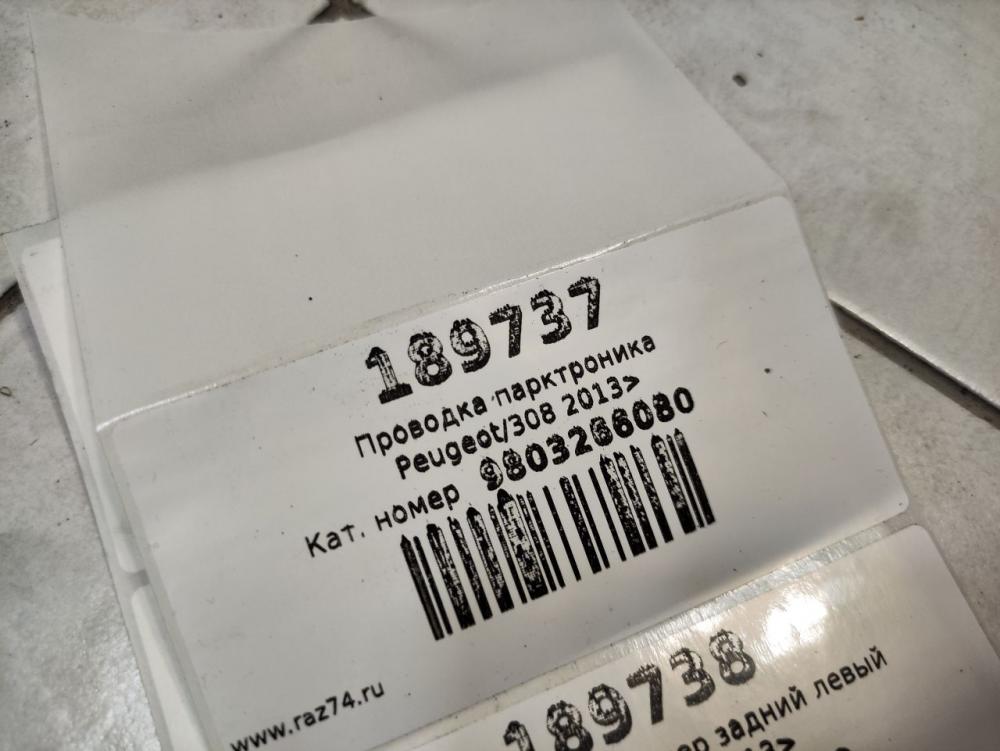 189737
Проводка парктроника
Peugeot/308 2013>
Кат. номер 9803266080
www.raz74.ru
189738
задний левый